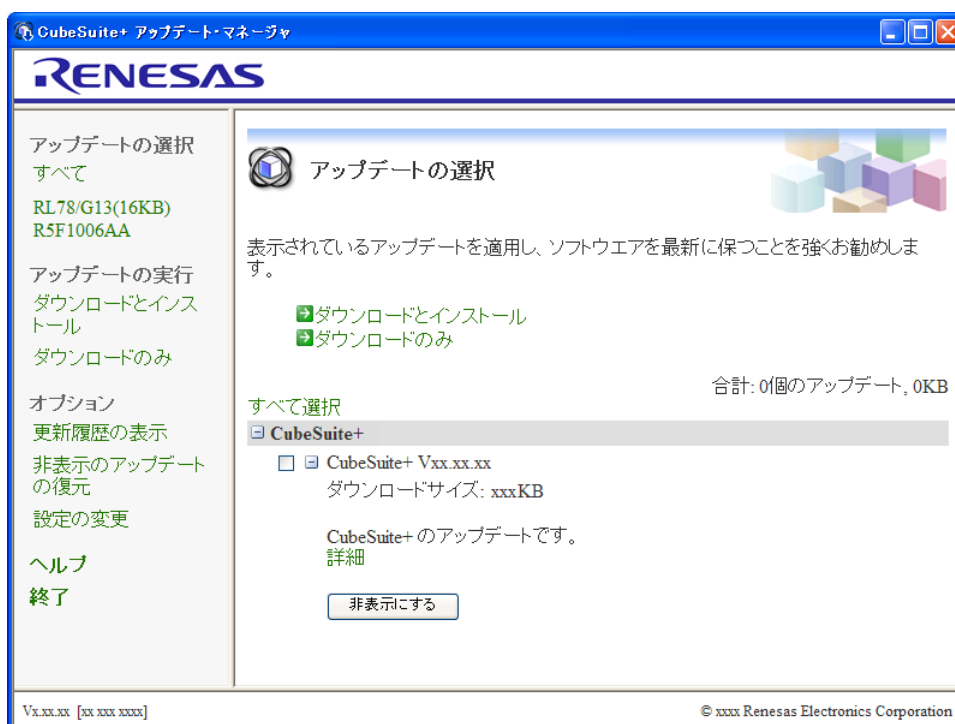 CubeSuite+ アップデート・マネージャ
RENESAS
アップデートの選択
すべて
RL78/G13(16KB)
R5F1006AA
アップデートの実行
ダウンロードとインス
トール
ダウンロードのみ
オプション
更新履歴の表示
非表示のアップデート
の復元
設定の変更
ヘルプ
終了
アップデートの選択
表示されているアップデートを適用し、ソフトウエアを最新に保つことを強くお勧めしま
す。
ダウンロードとインストール
ダウンロードのみ
合計: 0個のアップデート, 0KB
すべて選択
CubeSuite+
CubeSuite+ Vxx.xx.xx
ダウンロードサイズ: xxxKB
CubeSuite+ のアップデートです。
詳細
非表示にする
Vx.xx.xx [xx xxx xxxx]
© xxxx Renesas Electronics Corporation